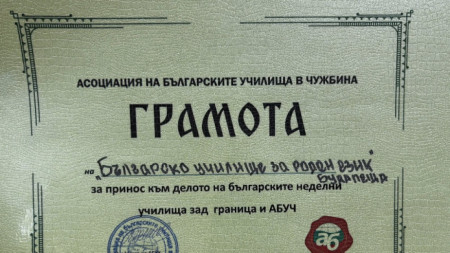 АСОЦИАЦИЯ НА БЪЛГАРСКИТЕ УЧИЛИЩА В ЧУЖБИНА
ГРАМОТА
на „Българско училище за роден език“
Будапеща
за принос към делото на българските неделни
училища зад граница и АБУЧ
аб